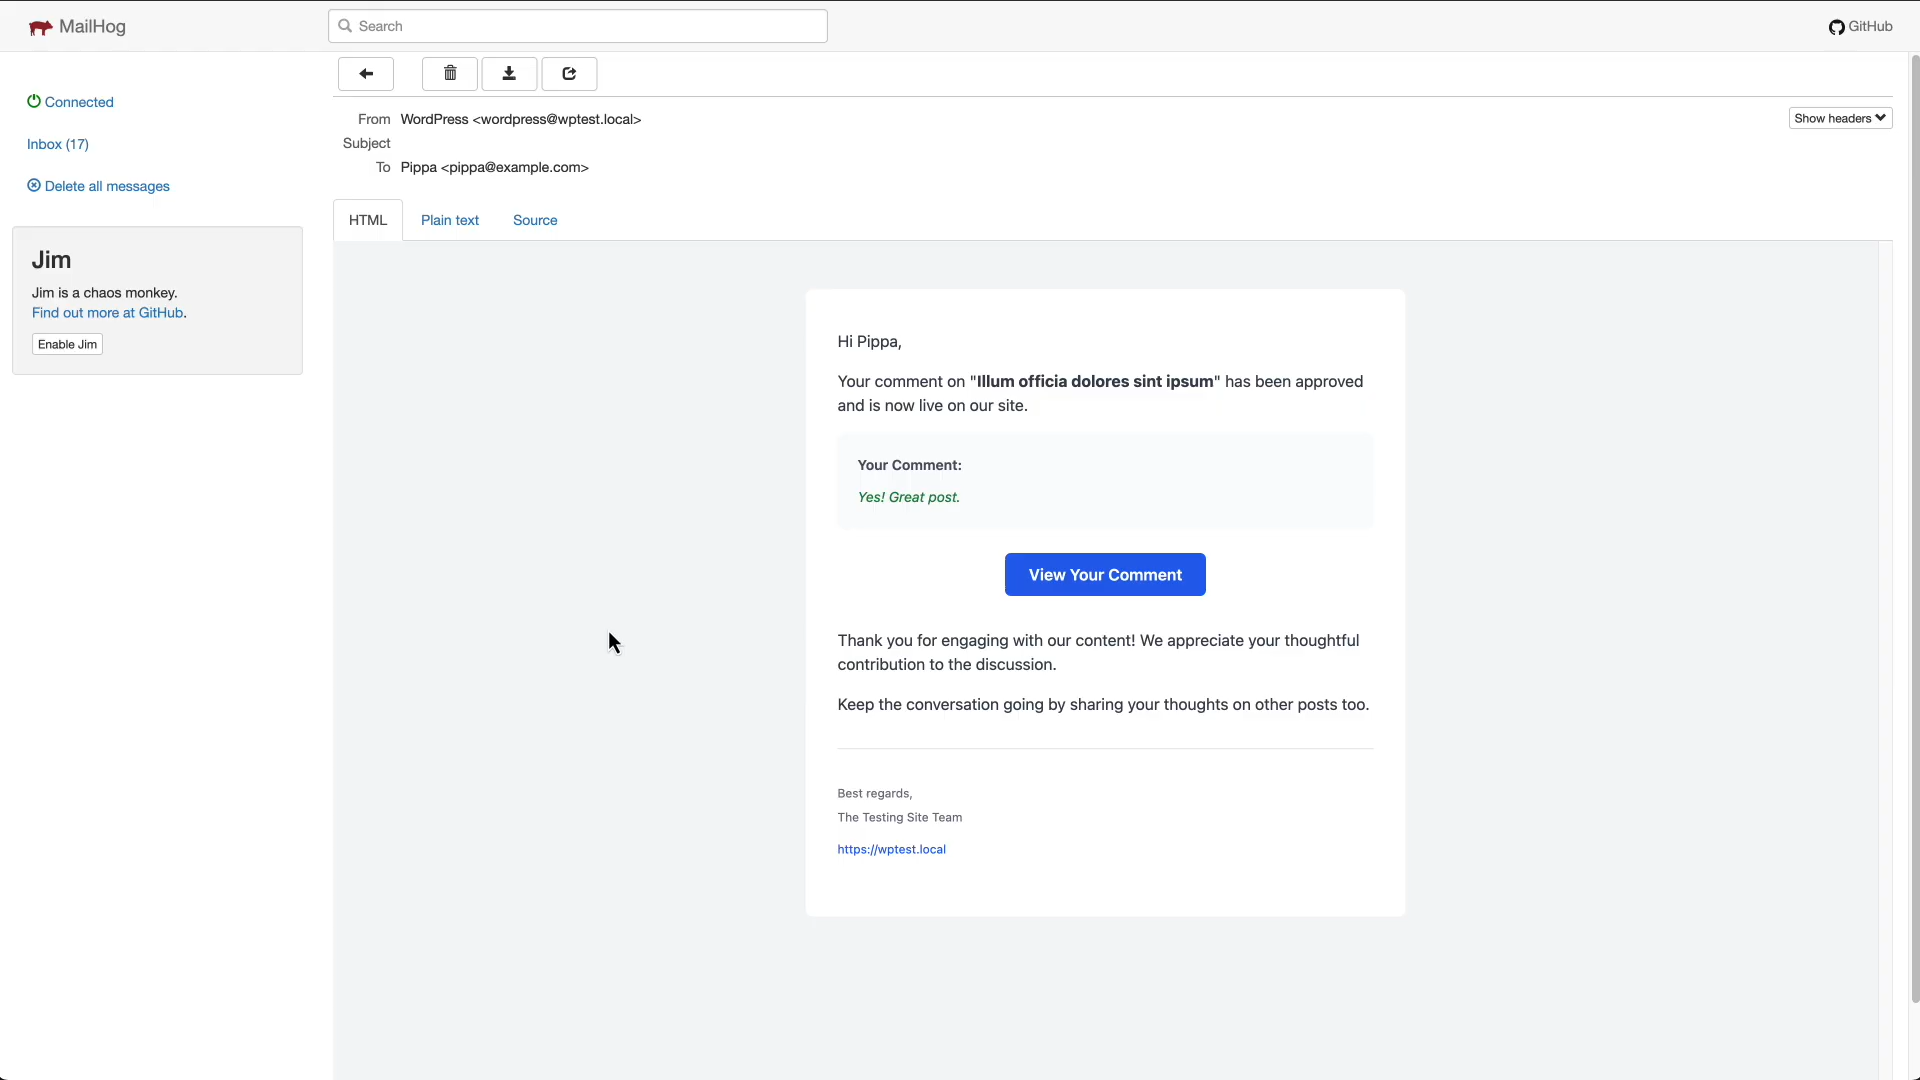 MailHog
Search
GitHub
Connected
Inbox (17)
Delete all messages
Jim
Jim is a chaos monkey.
Find out more at GitHub.
Enable Jim
From WordPress <wordpress@wptest.local>
Show headers
Subject
To Pippa <pippa@example.com>
HTML Plain text Source
Hi Pippa,
Your comment on "Illum officia dolores sint ipsum" has been approved
and is now live on our site.
Your Comment:
Yes! Great post.
View Your Comment
Thank you for engaging with our content! We appreciate your thoughtful
contribution to the discussion.
Keep the conversation going by sharing your thoughts on other posts too.
Best regards,
The Testing Site Team
https://wptest.local